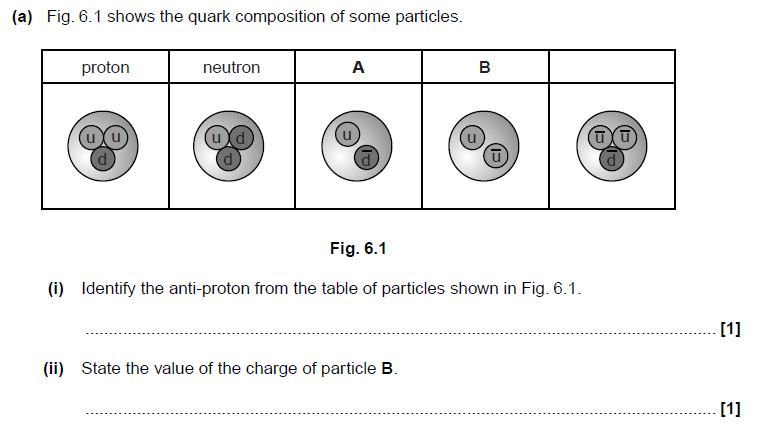 (a) Fig. 6.1 shows the quark composition of some particles.
proton neutron A B
u u u d u u u̅ u̅
d d d̅ u̅ d̅
Fig. 6.1
(i) Identify the anti-proton from the table of particles shown in Fig. 6.1.
.......................................................................................................................... [1]
(ii) State the value of the charge of particle B.
.......................................................................................................................... [1]